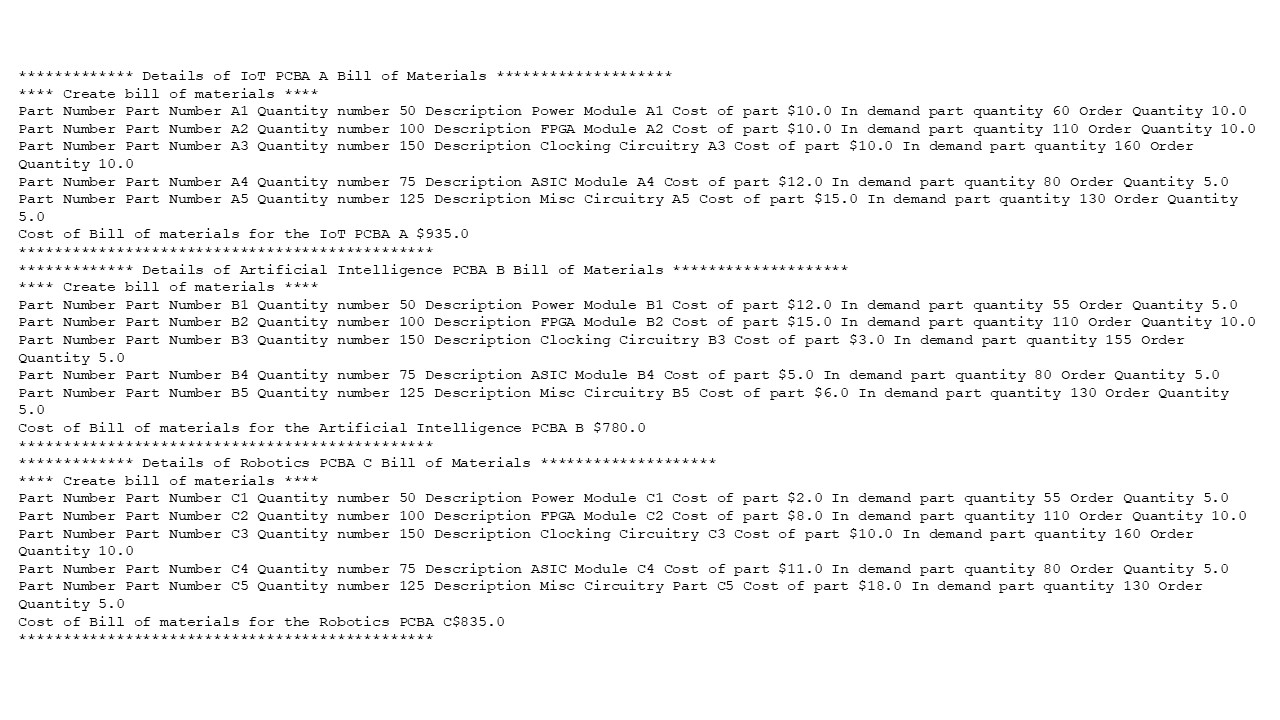 ************* Details of IoT PCBA A Bill of Materials ********************
**** Create bill of materials ****
Part Number Part Number A1 Quantity number 50 Description Power Module A1 Cost of part $10.0 In demand part quantity 60 Order Quantity 10.0
Part Number Part Number A2 Quantity number 100 Description FPGA Module A2 Cost of part $10.0 In demand part quantity 110 Order Quantity 10.0
Part Number Part Number A3 Quantity number 150 Description Clocking Circuitry A3 Cost of part $10.0 In demand part quantity 160 Order
Quantity 10.0
Part Number Part Number A4 Quantity number 75 Description ASIC Module A4 Cost of part $12.0 In demand part quantity 80 Order Quantity 5.0
Part Number Part Number A5 Quantity number 125 Description Misc Circuitry A5 Cost of part $15.0 In demand part quantity 130 Order Quantity
5.0
Cost of Bill of materials for the IoT PCBA A $935.0
***********************************************
************* Details of Artificial Intelligence PCBA B Bill of Materials ********************
**** Create bill of materials ****
Part Number Part Number B1 Quantity number 50 Description Power Module B1 Cost of part $12.0 In demand part quantity 55 Order Quantity 5.0
Part Number Part Number B2 Quantity number 100 Description FPGA Module B2 Cost of part $15.0 In demand part quantity 110 Order Quantity 10.0
Part Number Part Number B3 Quantity number 150 Description Clocking Circuitry B3 Cost of part $3.0 In demand part quantity 155 Order
Quantity 5.0
Part Number Part Number B4 Quantity number 75 Description ASIC Module B4 Cost of part $5.0 In demand part quantity 80 Order Quantity 5.0
Part Number Part Number B5 Quantity number 125 Description Misc Circuitry B5 Cost of part $6.0 In demand part quantity 130 Order Quantity
5.0
Cost of Bill of materials for the Artificial Intelligence PCBA B $780.0
***********************************************
************* Details of Robotics PCBA C Bill of Materials ********************
**** Create bill of materials ****
Part Number Part Number C1 Quantity number 50 Description Power Module C1 Cost of part $2.0 In demand part quantity 55 Order Quantity 5.0
Part Number Part Number C2 Quantity number 100 Description FPGA Module C2 Cost of part $8.0 In demand part quantity 110 Order Quantity 10.0
Part Number Part Number C3 Quantity number 150 Description Clocking Circuitry C3 Cost of part $10.0 In demand part quantity 160 Order
Quantity 10.0
Part Number Part Number C4 Quantity number 75 Description ASIC Module C4 Cost of part $11.0 In demand part quantity 80 Order Quantity 5.0
Part Number Part Number C5 Quantity number 125 Description Misc Circuitry Part C5 Cost of part $18.0 In demand part quantity 130 Order
Quantity 5.0
Cost of Bill of materials for the Robotics PCBA C$835.0
***********************************************